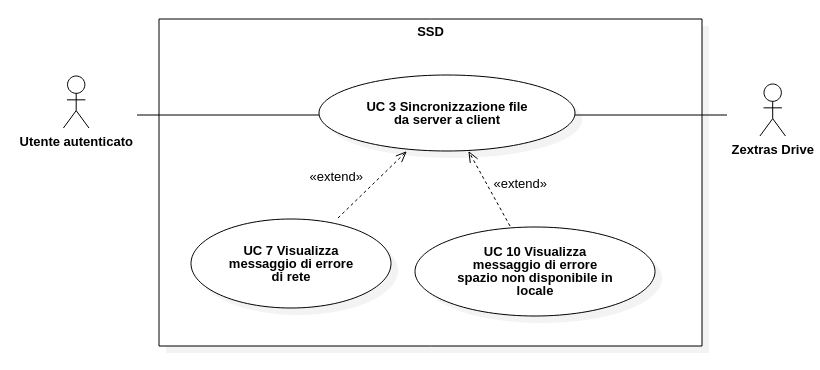 SSD
UC 3 Sincronizzazione file
da server a client
Utente autenticato
Zextras Drive
«extend»
«extend»
UC 7 Visualizza
messaggio di errore
di rete
UC 10 Visualizza
messaggio di errore
spazio non disponibile in
locale